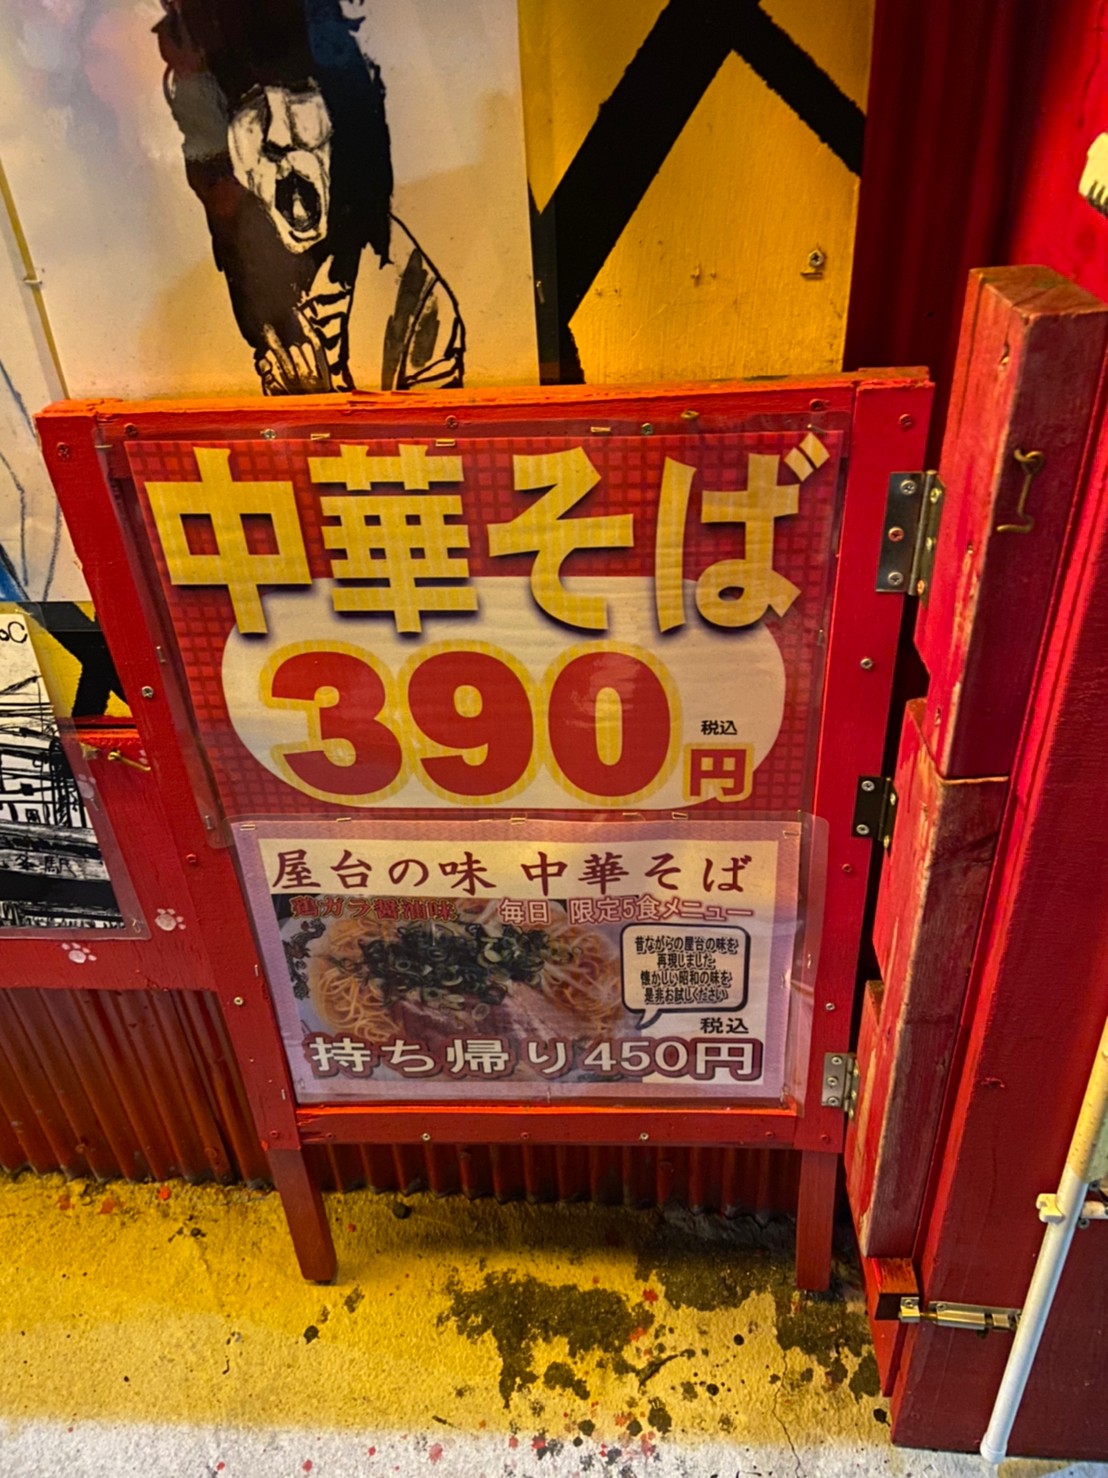 中華そば
390
税込
円
屋台の味 中華そば
鶏ガラ醤油味 毎日 限定5食メニュー
昔ながらの屋台の味を
再現しました
懐かしい昭和の味を
是非お試しください
税込
持ち帰り450円